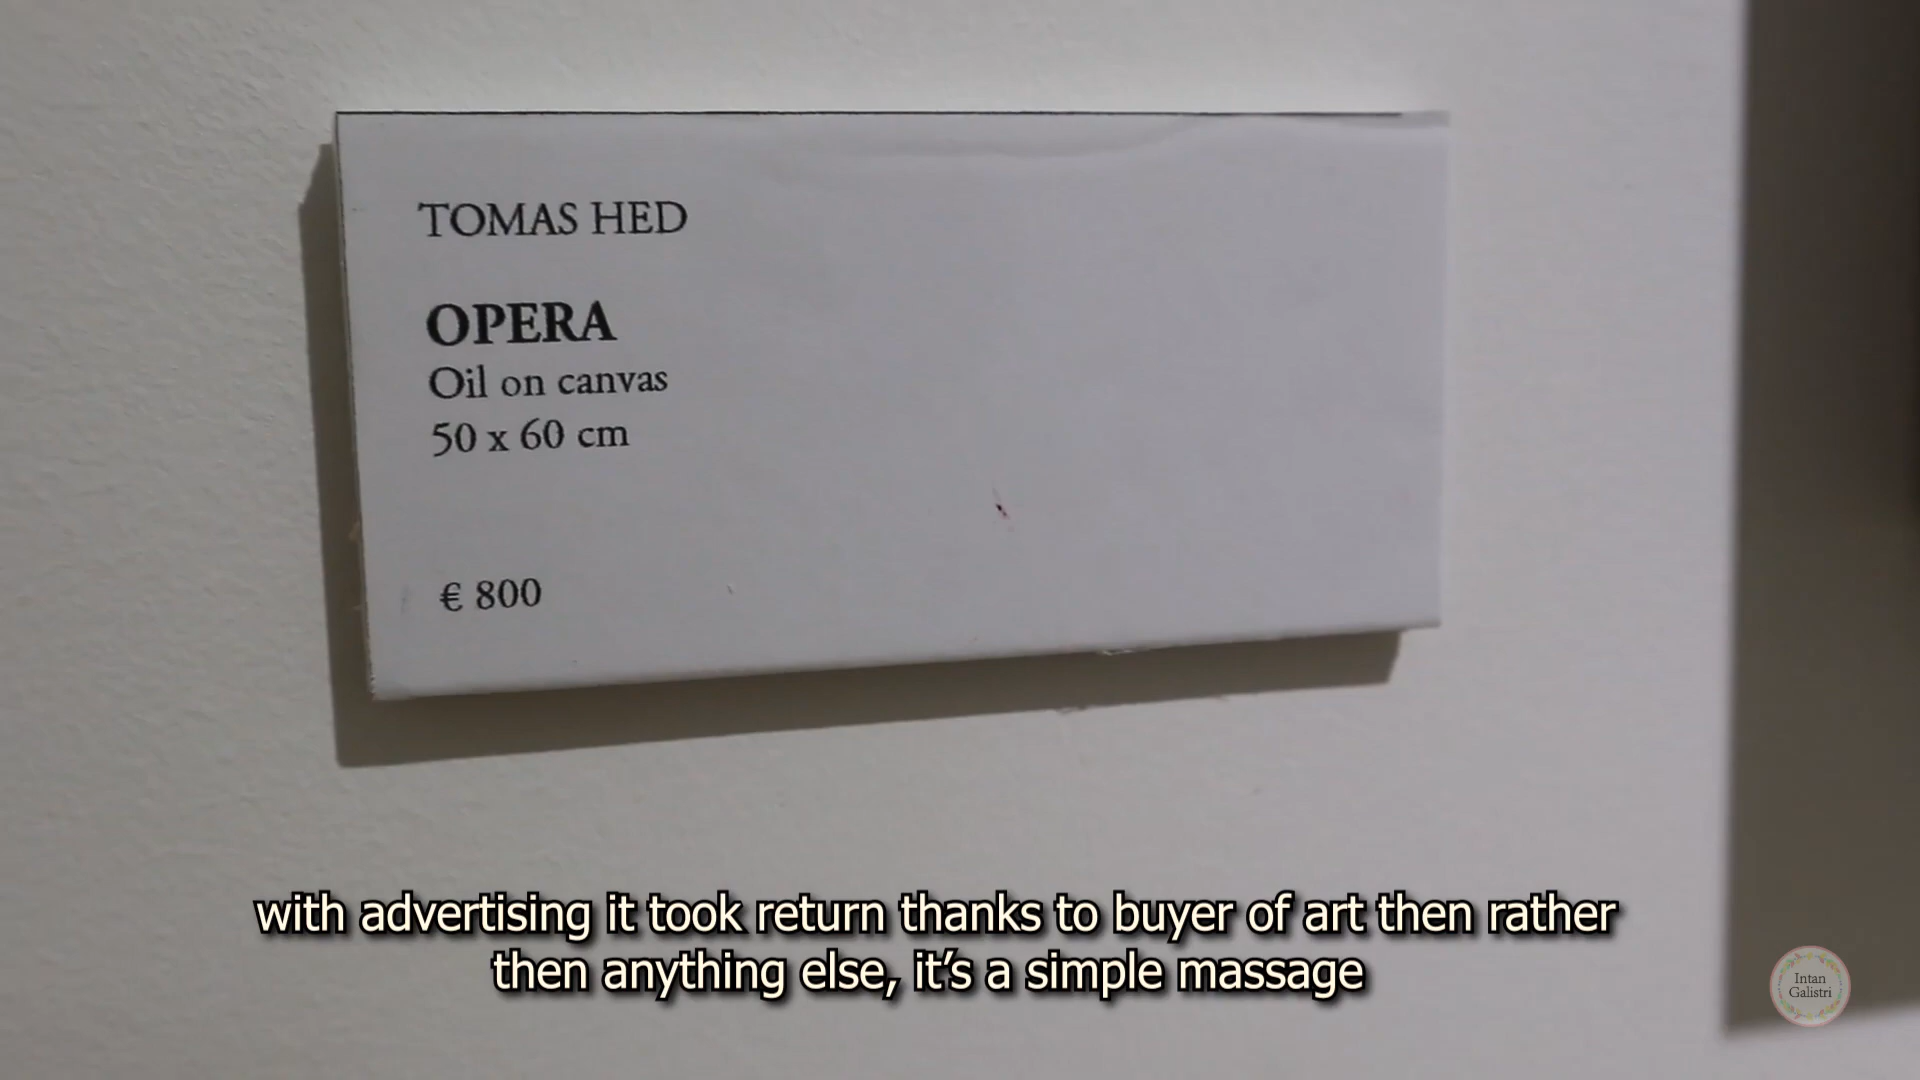 TOMAS HED
OPERA
Oil on canvas
50 x 60 cm
€ 800
with advertising it took return thanks to buyer of art then rather
then anything else, it's a simple massage
Intan
Galistri